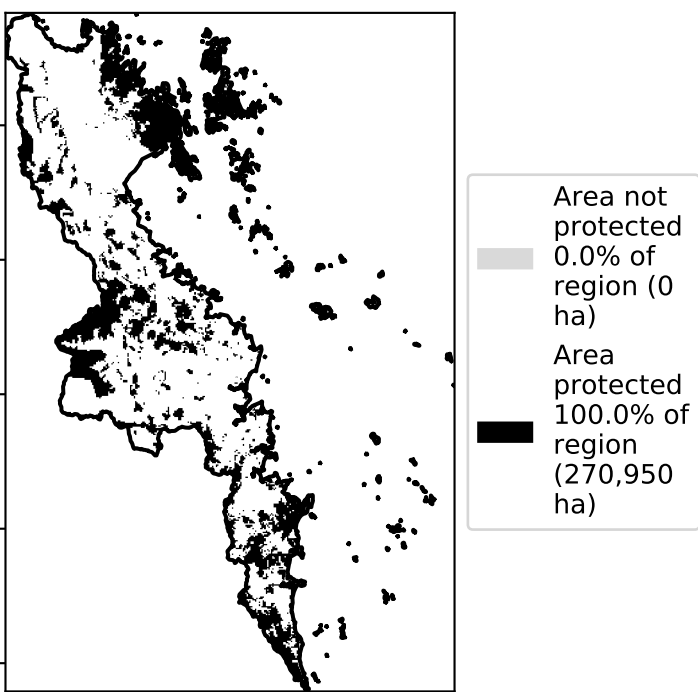 Area not
protected
0.0% of
region (0
ha)
Area
protected
100.0% of
region
(270,950
ha)